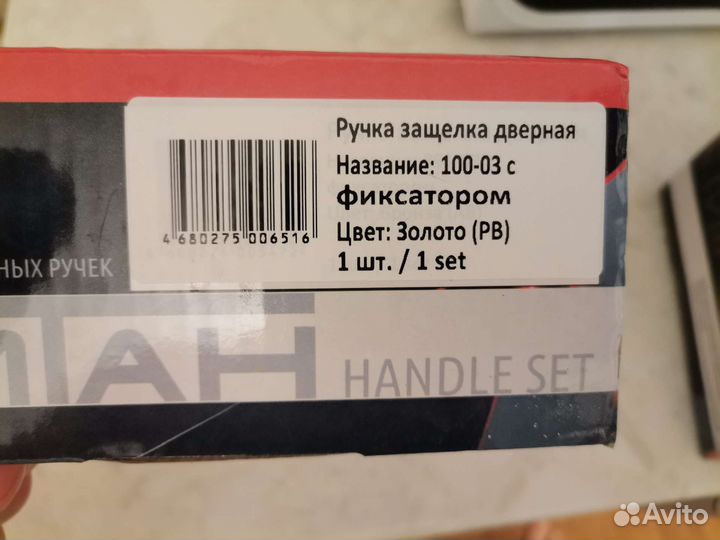 Ручка защелка дверная
Название: 100-03 с
фиксатором
Цвет: Золото (PB)
1 шт. / 1 set
4 680275 006516
НЫХ РУЧЕК
ТАН
HANDLE SET
Avito